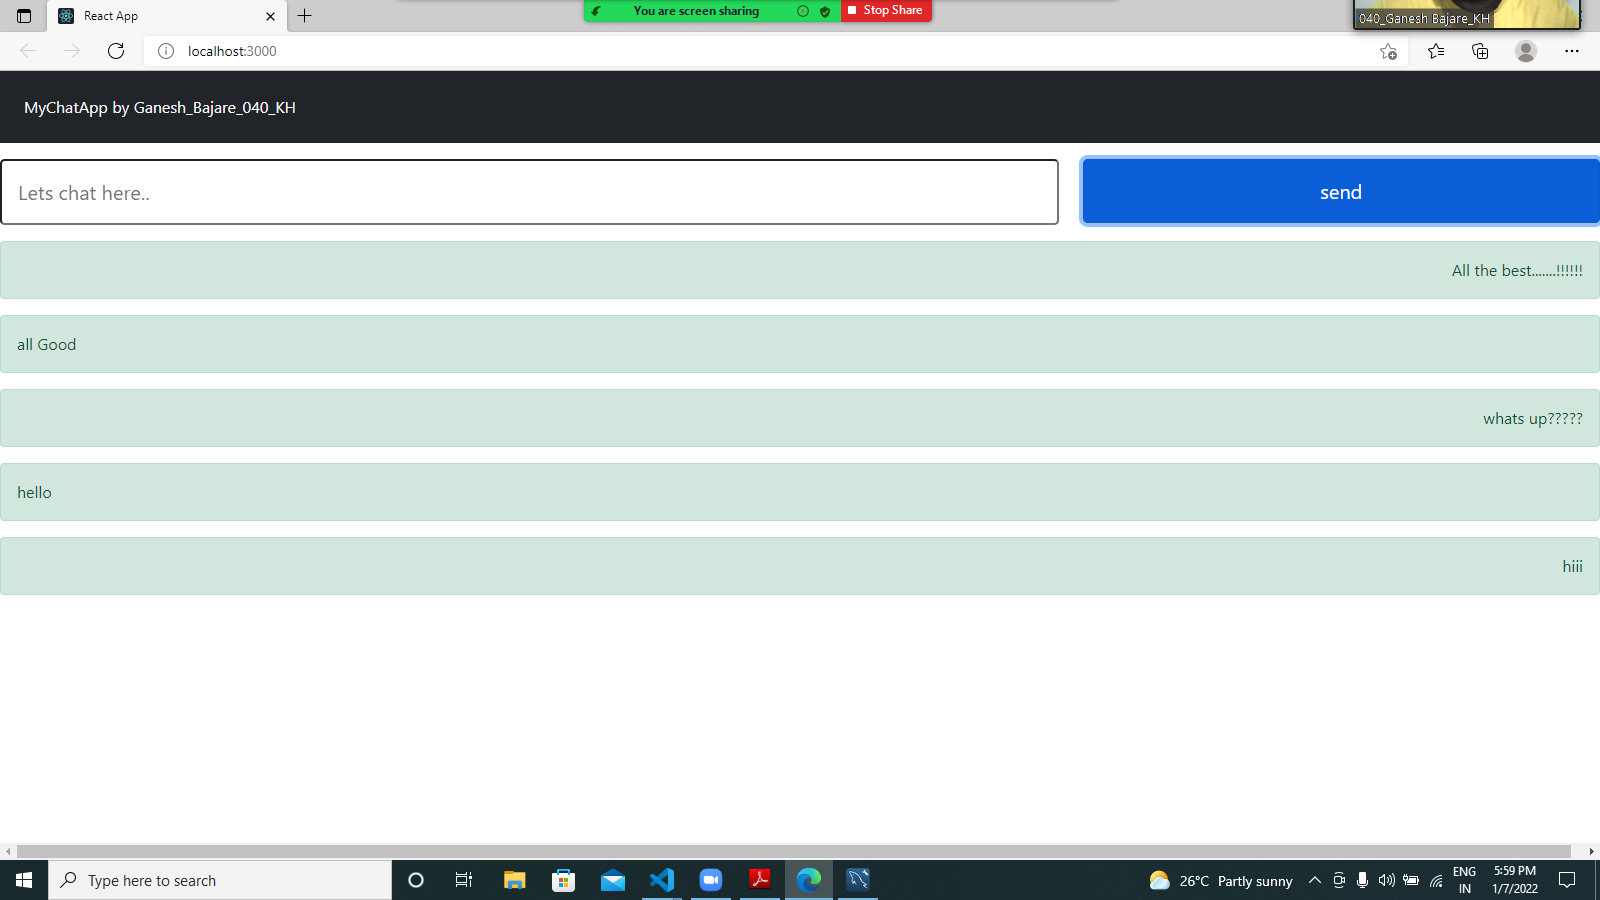 React App
You are screen sharing
Stop Share
040_Ganesh Bajare_KH
localhost:3000
MyChatApp by Ganesh_Bajare_040_KH
Lets chat here..
send
All the best.......!!!!!!
all Good
whats up?????
hello
hiii
Type here to search
26°C Partly sunny
ENG
IN
5:59 PM
1/7/2022